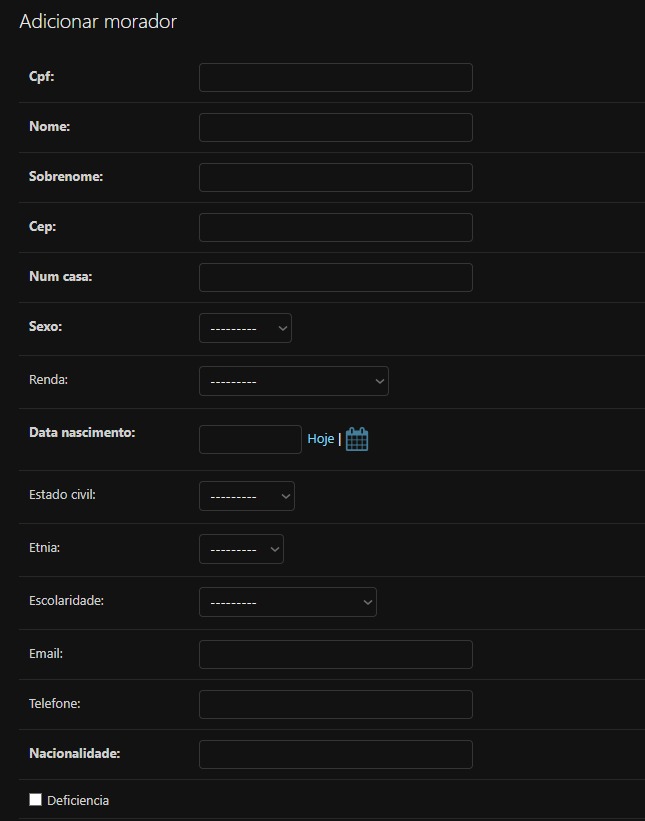 Adicionar morador
Cpf:
Nome:
Sobrenome:
Cep:
Num casa:
Sexo: ---------
Renda: ---------
Data nascimento: Hoje |
Estado civil: ---------
Etnia: ---------
Escolaridade: ---------
Email:
Telefone:
Nacionalidade:
Deficiencia